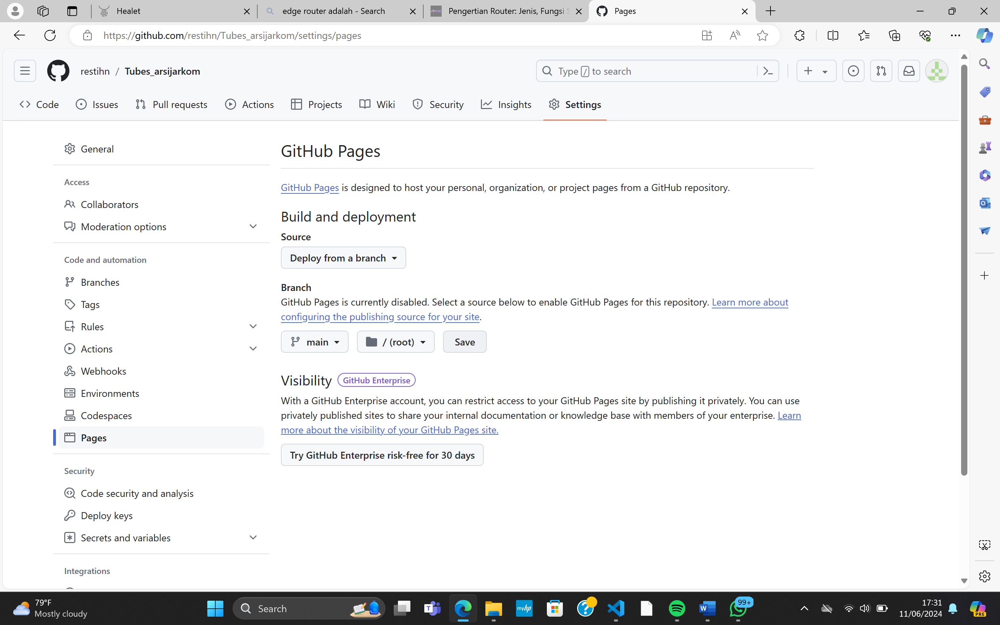 Healet
edge router adalah - Search
Pengertian Router: Jenis, Fungsi S
Pages
https://github.com/restihn/Tubes_arsijarkom/settings/pages
restihn / Tubes_arsijarkom
Type / to search
Code
Issues
Pull requests
Actions
Projects
Wiki
Security
Insights
Settings
General
Access
Collaborators
Moderation options
Code and automation
Branches
Tags
Rules
Actions
Webhooks
Environments
Codespaces
Pages
Security
Code security and analysis
Deploy keys
Secrets and variables
Integrations
GitHub Pages
GitHub Pages is designed to host your personal, organization, or project pages from a GitHub repository.
Build and deployment
Source
Deploy from a branch
Branch
GitHub Pages is currently disabled. Select a source below to enable GitHub Pages for this repository. Learn more about
configuring the publishing source for your site.
main
/ (root)
Save
Visibility GitHub Enterprise
With a GitHub Enterprise account, you can restrict access to your GitHub Pages site by publishing it privately. You can use
privately published sites to share your internal documentation or knowledge base with members of your enterprise. Learn
more about the visibility of your GitHub Pages site.
Try GitHub Enterprise risk-free for 30 days
79°F
Mostly cloudy
Search
myhp
99+
17:31
11/06/2024
PRE